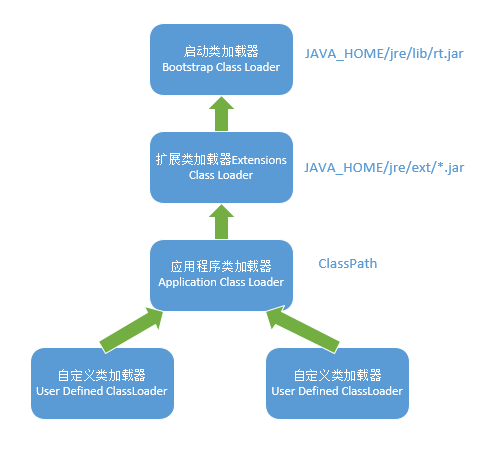 启动类加载器
Bootstrap Class Loader
JAVA_HOME/jre/lib/rt.jar
扩展类加载器Extensions
Class Loader
JAVA_HOME/jre/ext/*.jar
应用程序类加载器
Application Class Loader
ClassPath
自定义类加载器
User Defined ClassLoader
自定义类加载器
User Defined ClassLoader